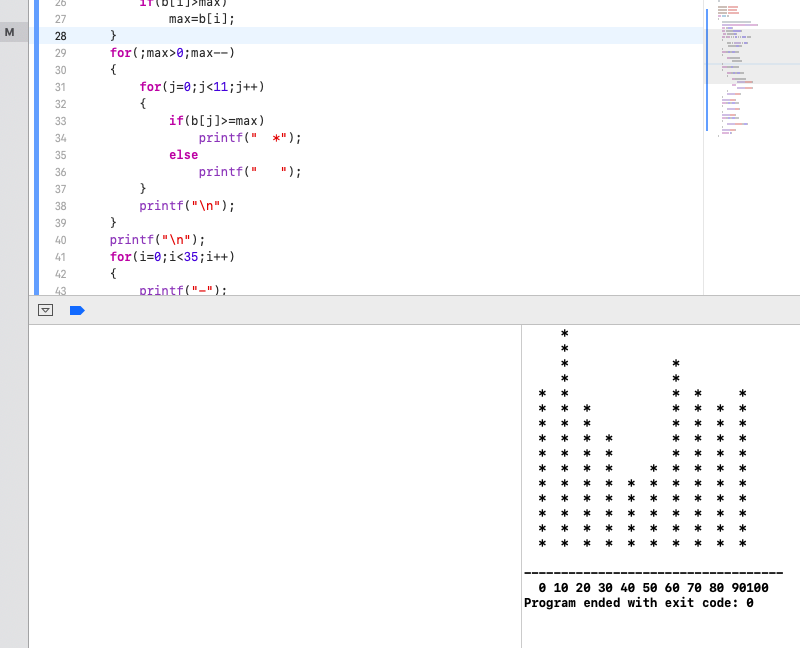 M
26 if(b[i]>max)
27 max=b[i];
28 }
29 for(;max>0;max--)
30 {
31 for(j=0;j<11;j++)
32 {
33 if(b[j]>=max)
34 printf("  *");
35 else
36 printf("   ");
37 }
38 printf("\n");
39 }
40 printf("\n");
41 for(i=0;i<35;i++)
42 {
43 printf("-");
*
*
* *
* *
* * * * *
* * * * * * *
* * * * * * *
* * * * * * * *
* * * * * * * *
* * * * * * * * *
* * * * * * * * * *
* * * * * * * * * *
* * * * * * * * * *
* * * * * * * * * *
* * * * * * * * * *
-----------------------------------
0 10 20 30 40 50 60 70 80 90100
Program ended with exit code: 0